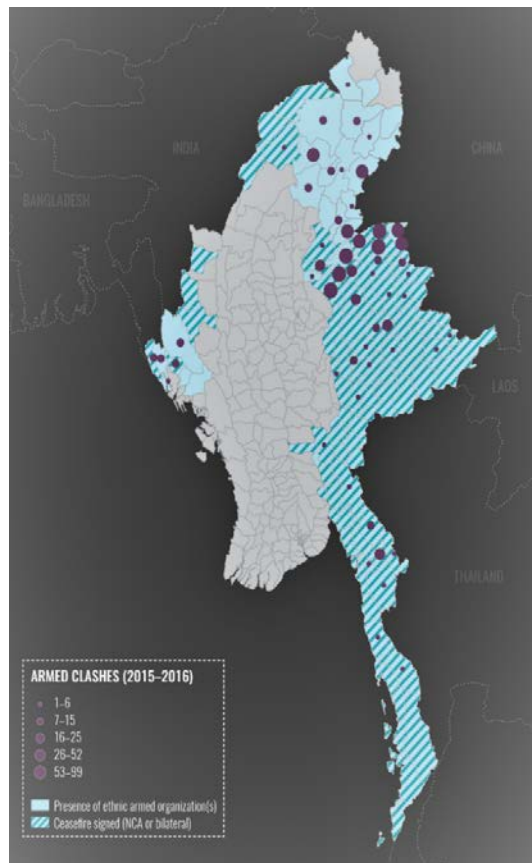 INDIA
CHINA
BANGLADESH
LAOS
THAILAND
ARMED CLASHES (2015–2016)
1–6
7–15
16–25
26–52
53–99
Presence of ethnic armed organization(s)
Ceasefire signed (NCA or bilateral)